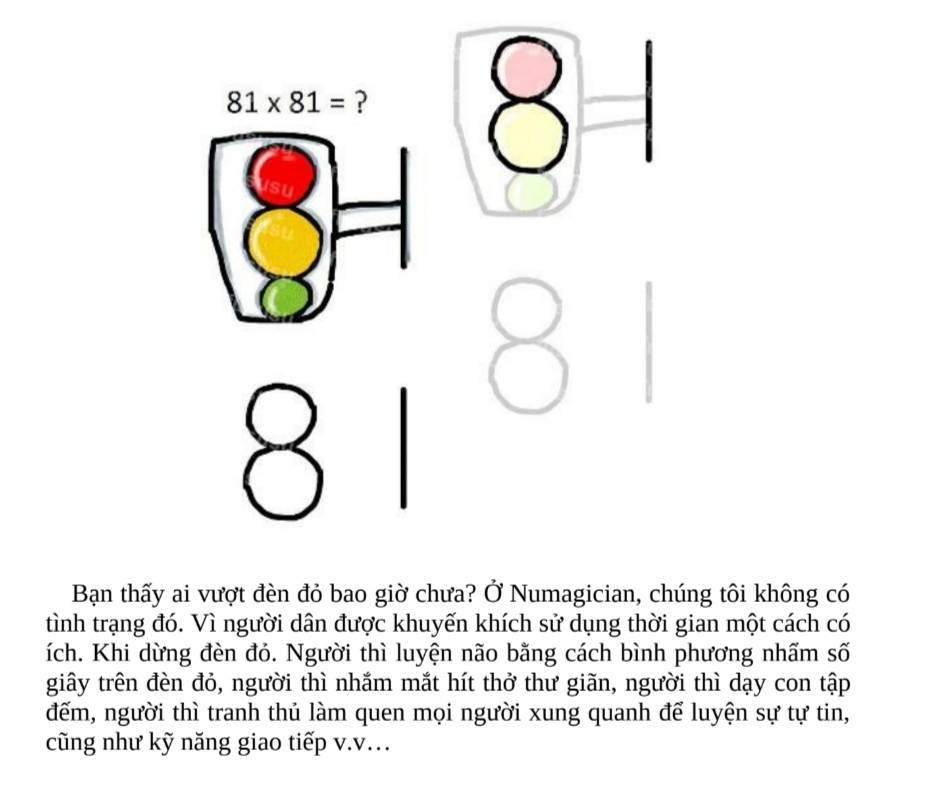 81 x 81 = ?
susu
susu
susu
8 1
8 1
Bạn thấy ai vượt đèn đỏ bao giờ chưa? Ở Numagician, chúng tôi không có
tình trạng đó. Vì người dân được khuyến khích sử dụng thời gian một cách có
ích. Khi dừng đèn đỏ. Người thì luyện não bằng cách bình phương nhẩm số
giây trên đèn đỏ, người thì nhắm mắt hít thở thư giãn, người thì dạy con tập
đếm, người thì tranh thủ làm quen mọi người xung quanh để luyện sự tự tin,
cũng như kỹ năng giao tiếp v.v…